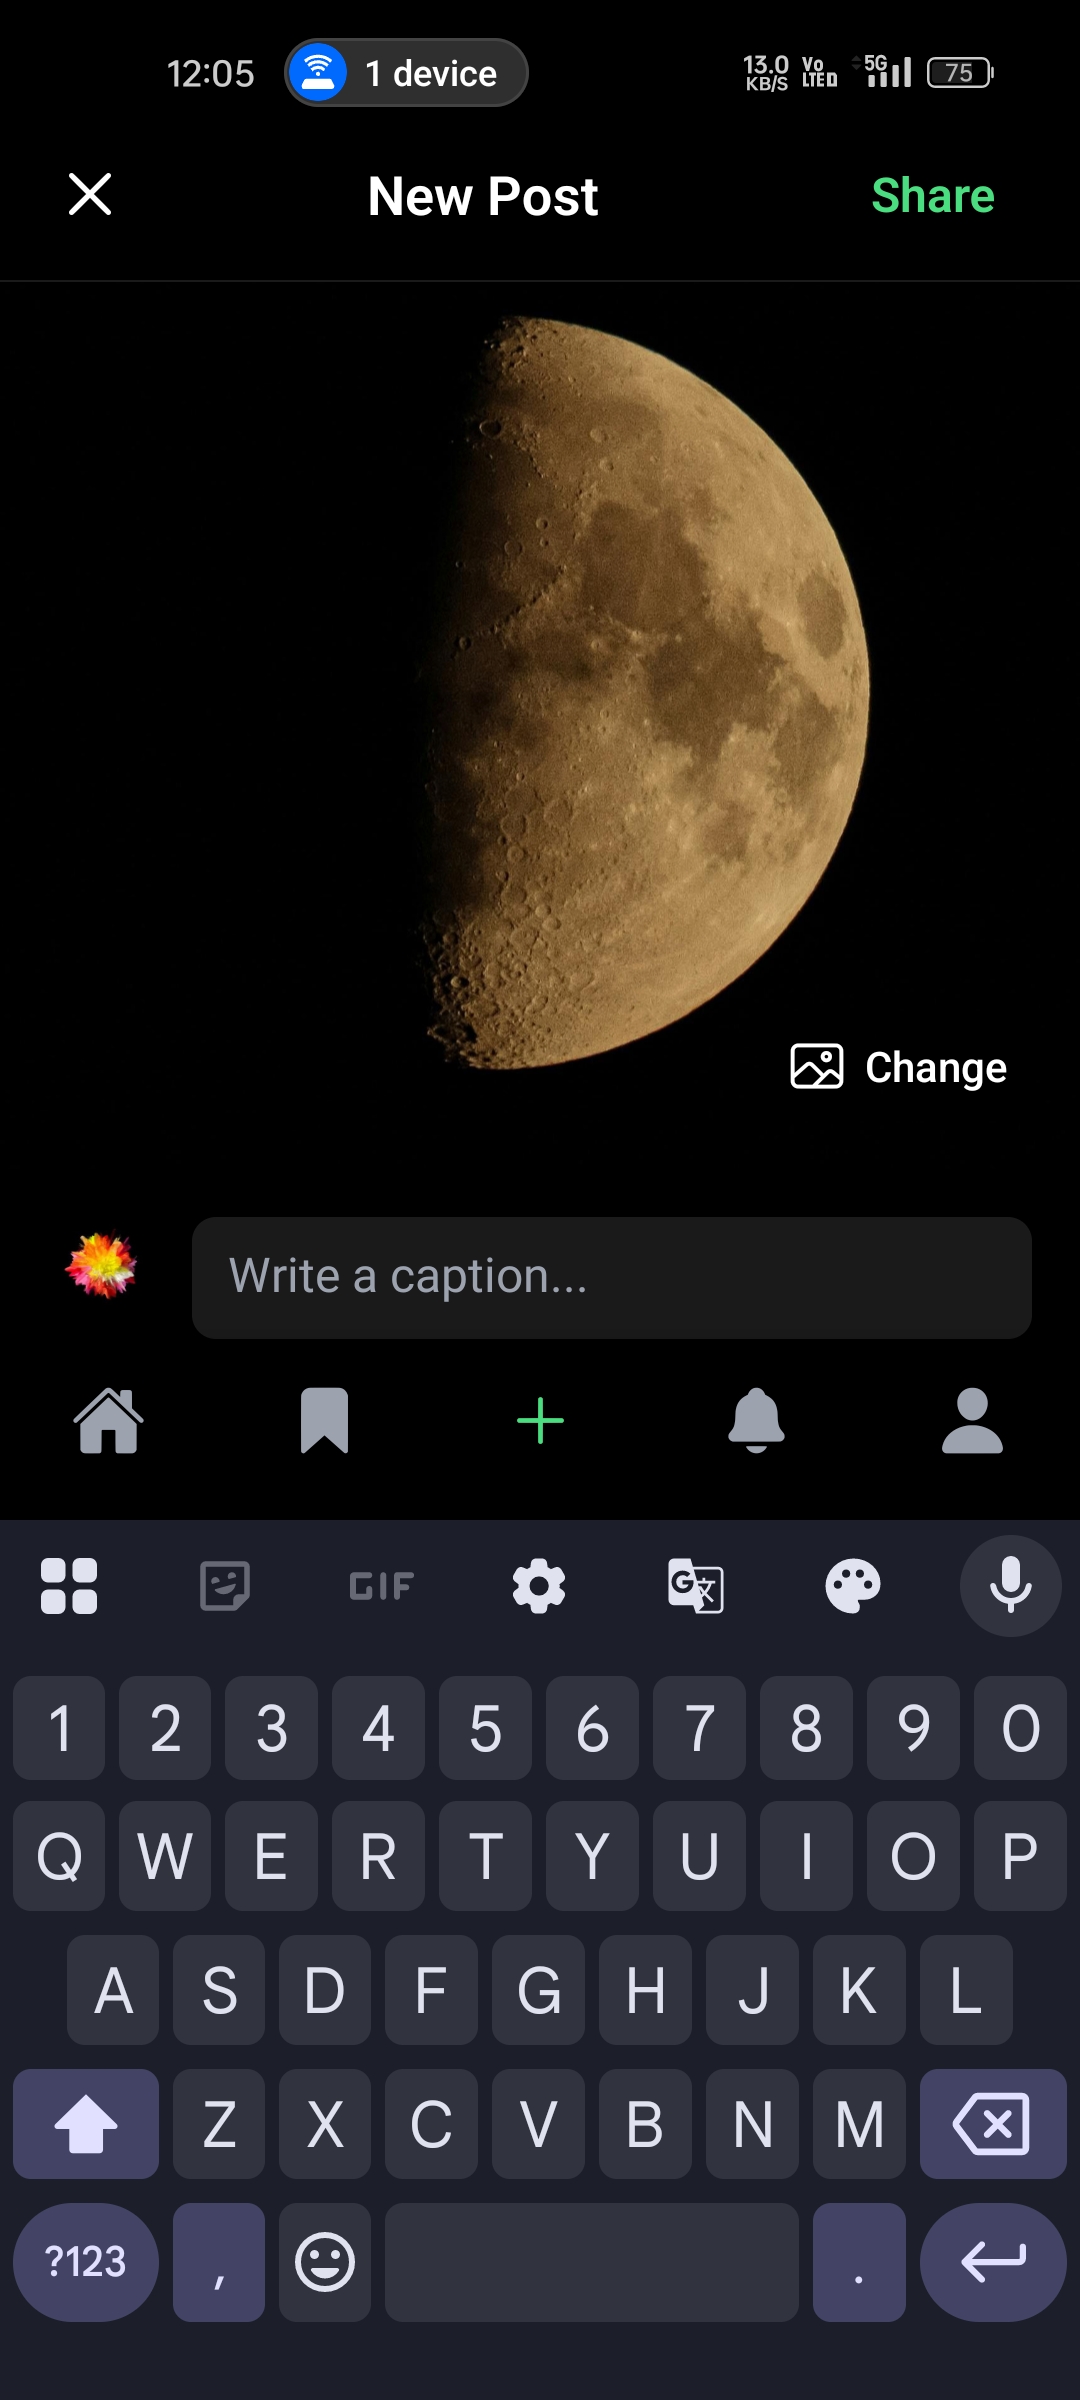 12:05
1 device
13.0 KB/S
Vo LTE
5G
75
New Post
Share
Change
Write a caption...
GIF
G 文
1 2 3 4 5 6 7 8 9 0
Q W E R T Y U I O P
A S D F G H J K L
Z X C V B N M
?123 , .